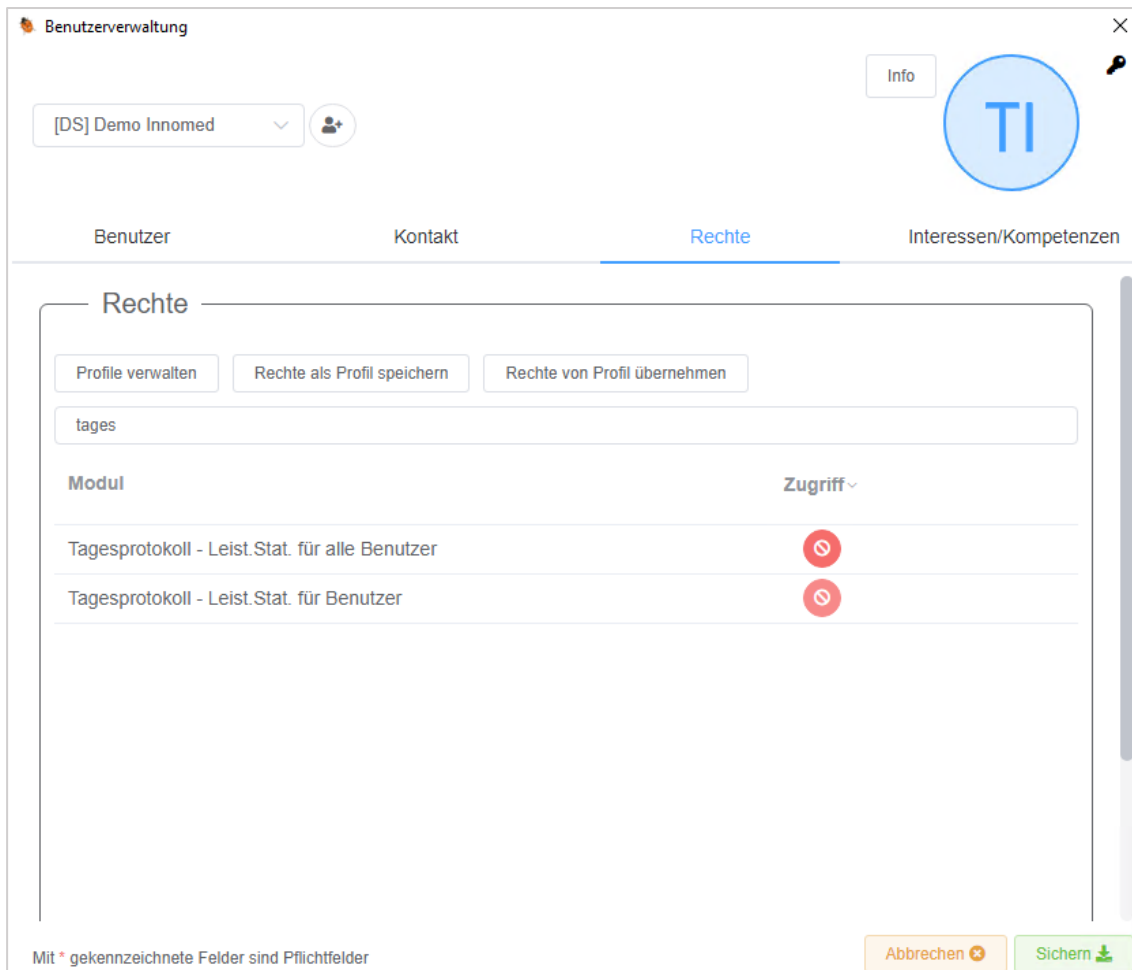 Benutzerverwaltung
Info
[DS] Demo Innomed
TI
Benutzer Kontakt Rechte Interessen/Kompetenzen
Rechte
Profile verwalten Rechte als Profil speichern Rechte von Profil übernehmen
tages
Modul Zugriff
Tagesprotokoll - Leist.Stat. für alle Benutzer
Tagesprotokoll - Leist.Stat. für Benutzer
Mit * gekennzeichnete Felder sind Pflichtfelder
Abbrechen Sichern